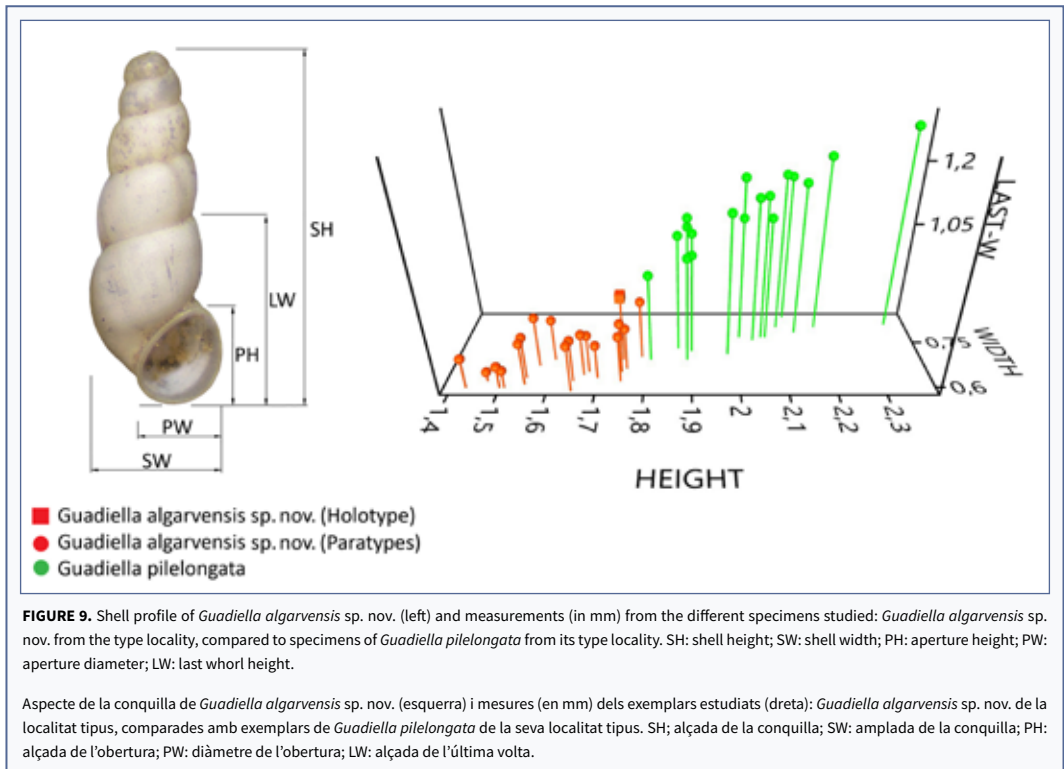 SH
LW
PH
PW
SW
1,2
1,05
LAST-W
0,75
WIDTH
0,6
1,4
1,5
1,6
1,7
1,8
1,9
2
2,1
2,2
2,3
HEIGHT
Guadiella algarvensis sp. nov. (Holotype)
Guadiella algarvensis sp. nov. (Paratypes)
Guadiella pilelongata
FIGURE 9. Shell profile of Guadiella algarvensis sp. nov. (left) and measurements (in mm) from the different specimens studied: Guadiella algarvensis sp.
nov. from the type locality, compared to specimens of Guadiella pilelongata from its type locality. SH: shell height; SW: shell width; PH: aperture height; PW:
aperture diameter; LW: last whorl height.
Aspecte de la conquilla de Guadiella algarvensis sp. nov. (esquerra) i mesures (en mm) dels exemplars estudiats (dreta): Guadiella algarvensis sp. nov. de la
localitat tipus, comparades amb exemplars de Guadiella pilelongata de la seva localitat tipus. SH; alçada de la conquilla; SW: amplada de la conquilla; PH:
alçada de l'obertura; PW: diàmetre de l'obertura; LW: alçada de l'última volta.